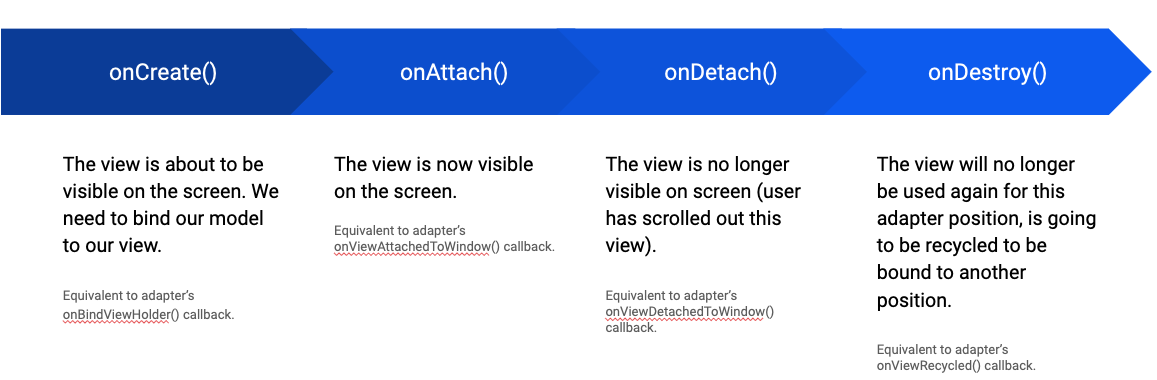 onCreate()
onAttach()
onDetach()
onDestroy()
The view is about to be
visible on the screen. We
need to bind our model
to our view.
Equivalent to adapter’s
onBindViewHolder() callback.
The view is now visible
on the screen.
Equivalent to adapter’s
onViewAttachedToWindow() callback.
The view is no longer
visible on screen (user
has scrolled out this
view).
Equivalent to adapter’s
onViewDetachedToWindow()
callback.
The view will no longer
be used again for this
adapter position, is going
to be recycled to be
bound to another
position.
Equivalent to adapter’s
onViewRecycled() callback.